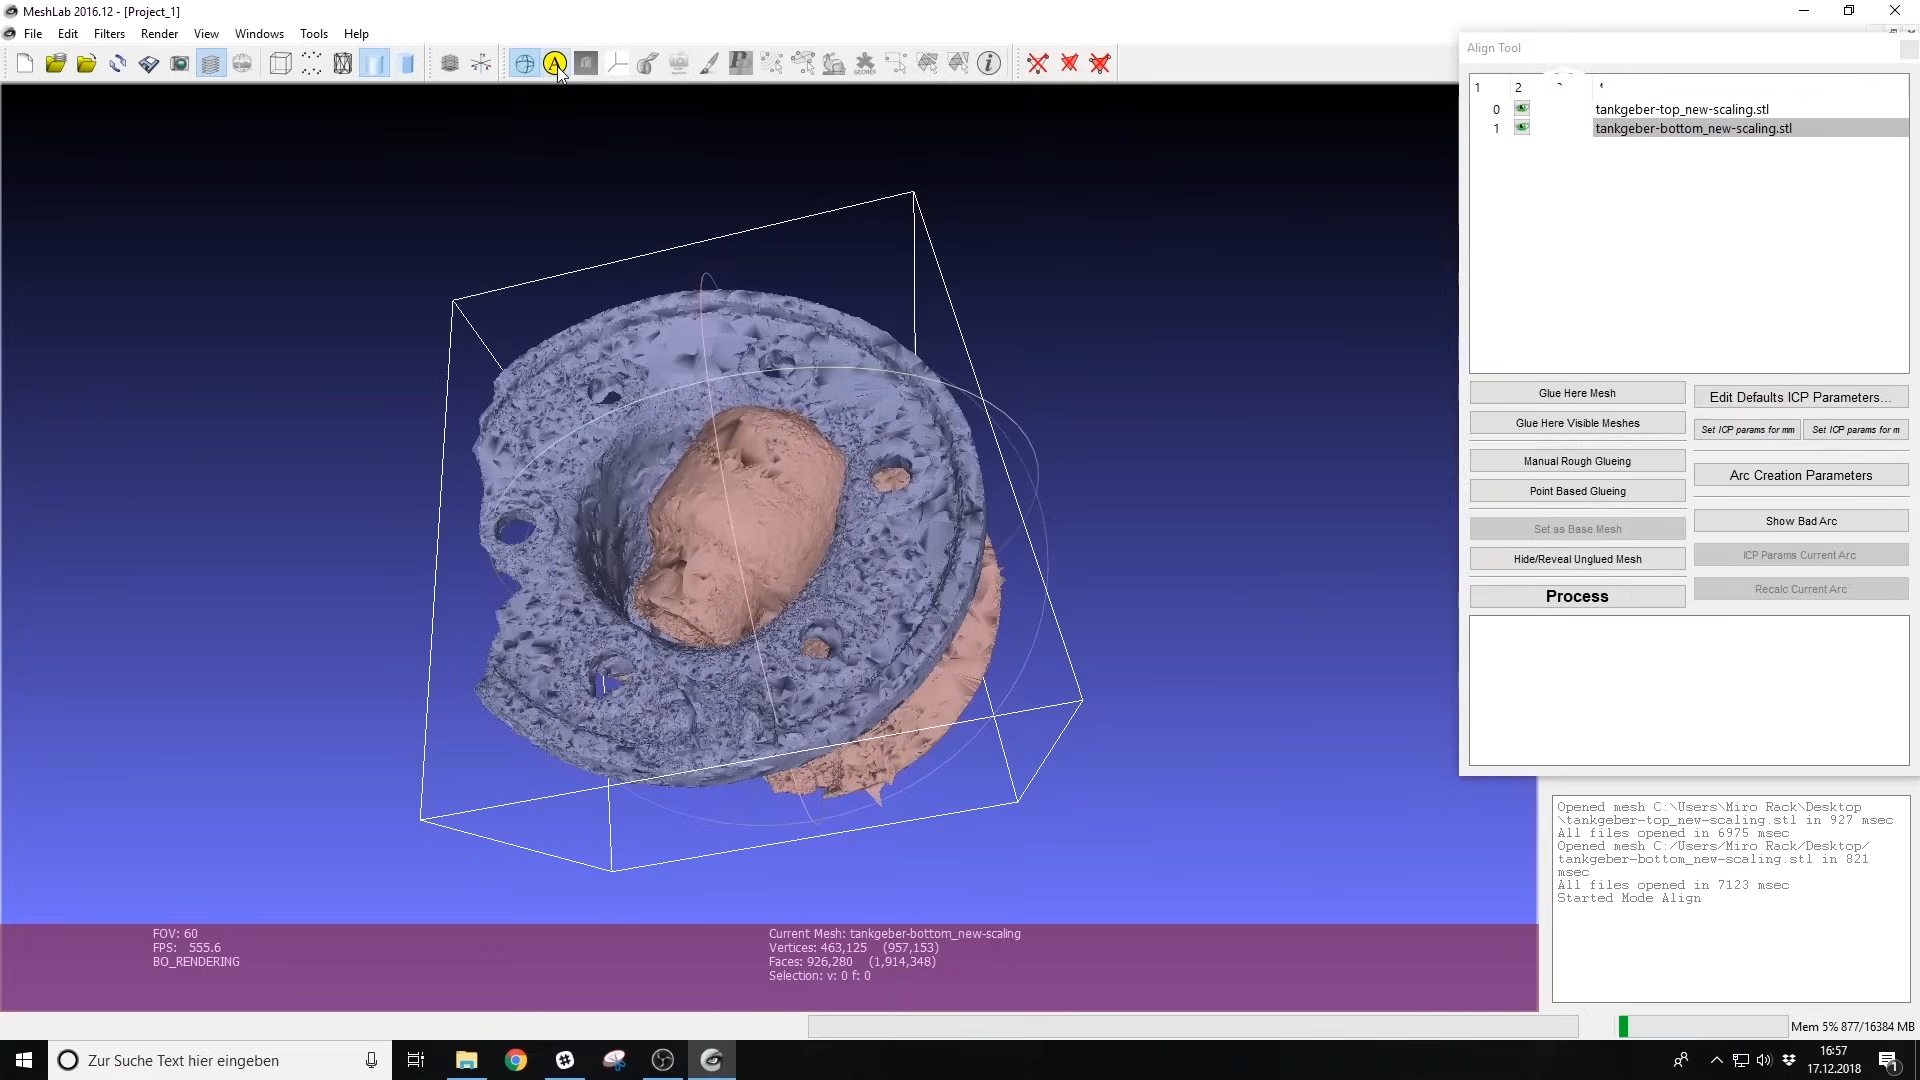 MeshLab 2016.12 - [Project_1]
File Edit Filters Render View Windows Tools Help
A
Align Tool
1 2
0 tankgeber-top_new-scaling.stl
1 tankgeber-bottom_new-scaling.stl
Glue Here Mesh
Edit Defaults ICP Parameters...
Glue Here Visible Meshes
Set ICP params for mm
Set ICP params for m
Manual Rough Glueing
Arc Creation Parameters
Point Based Glueing
Show Bad Arc
Set as Base Mesh
ICP Params Current Arc
Hide/Reveal Unglued Mesh
Recalc Current Arc
Process
Opened mesh C:\Users\Miro Rack\Desktop
\tankgeber-top_new-scaling.stl in 927 msec
All files opened in 6975 msec
Opened mesh C:/Users/Miro Rack/Desktop/
tankgeber-bottom_new-scaling.stl in 821
msec
All files opened in 7123 msec
Started Mode Align
FOV: 60
FPS: 555.6
BO_RENDERING
Current Mesh: tankgeber-bottom_new-scaling
Vertices: 463,125 (957,153)
Faces: 926,280 (1,914,348)
Selection: v: 0 f: 0
Mem 5% 877/16384 MB
Zur Suche Text hier eingeben
16:57
17.12.2018
1